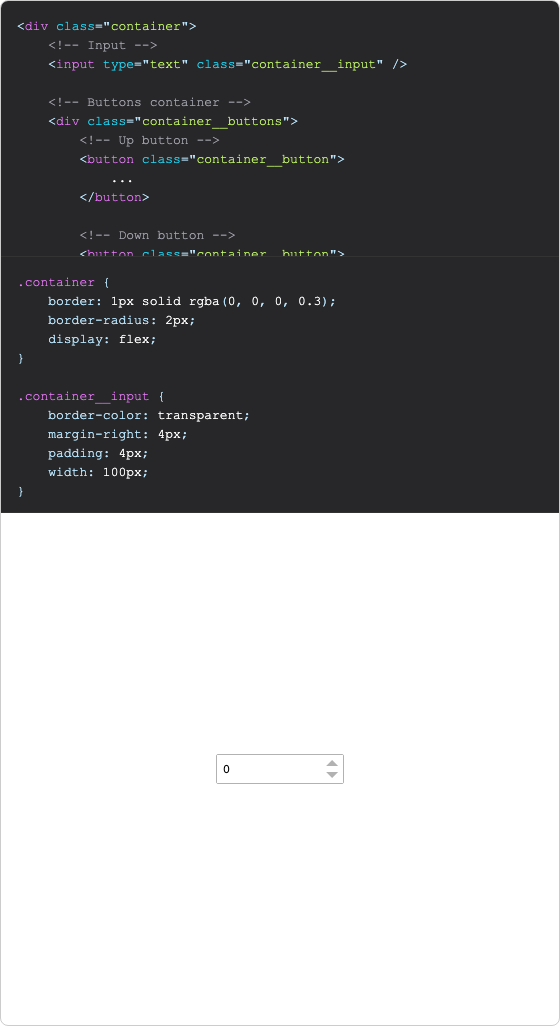 <div class="container">
    <!-- Input -->
    <input type="text" class="container__input" />

    <!-- Buttons container -->
    <div class="container__buttons">
        <!-- Up button -->
        <button class="container__button">
            ...
        </button>

        <!-- Down button -->
        <button class="container__button">
.container {
    border: 1px solid rgba(0, 0, 0, 0.3);
    border-radius: 2px;
    display: flex;
}

.container__input {
    border-color: transparent;
    margin-right: 4px;
    padding: 4px;
    width: 100px;
}
0